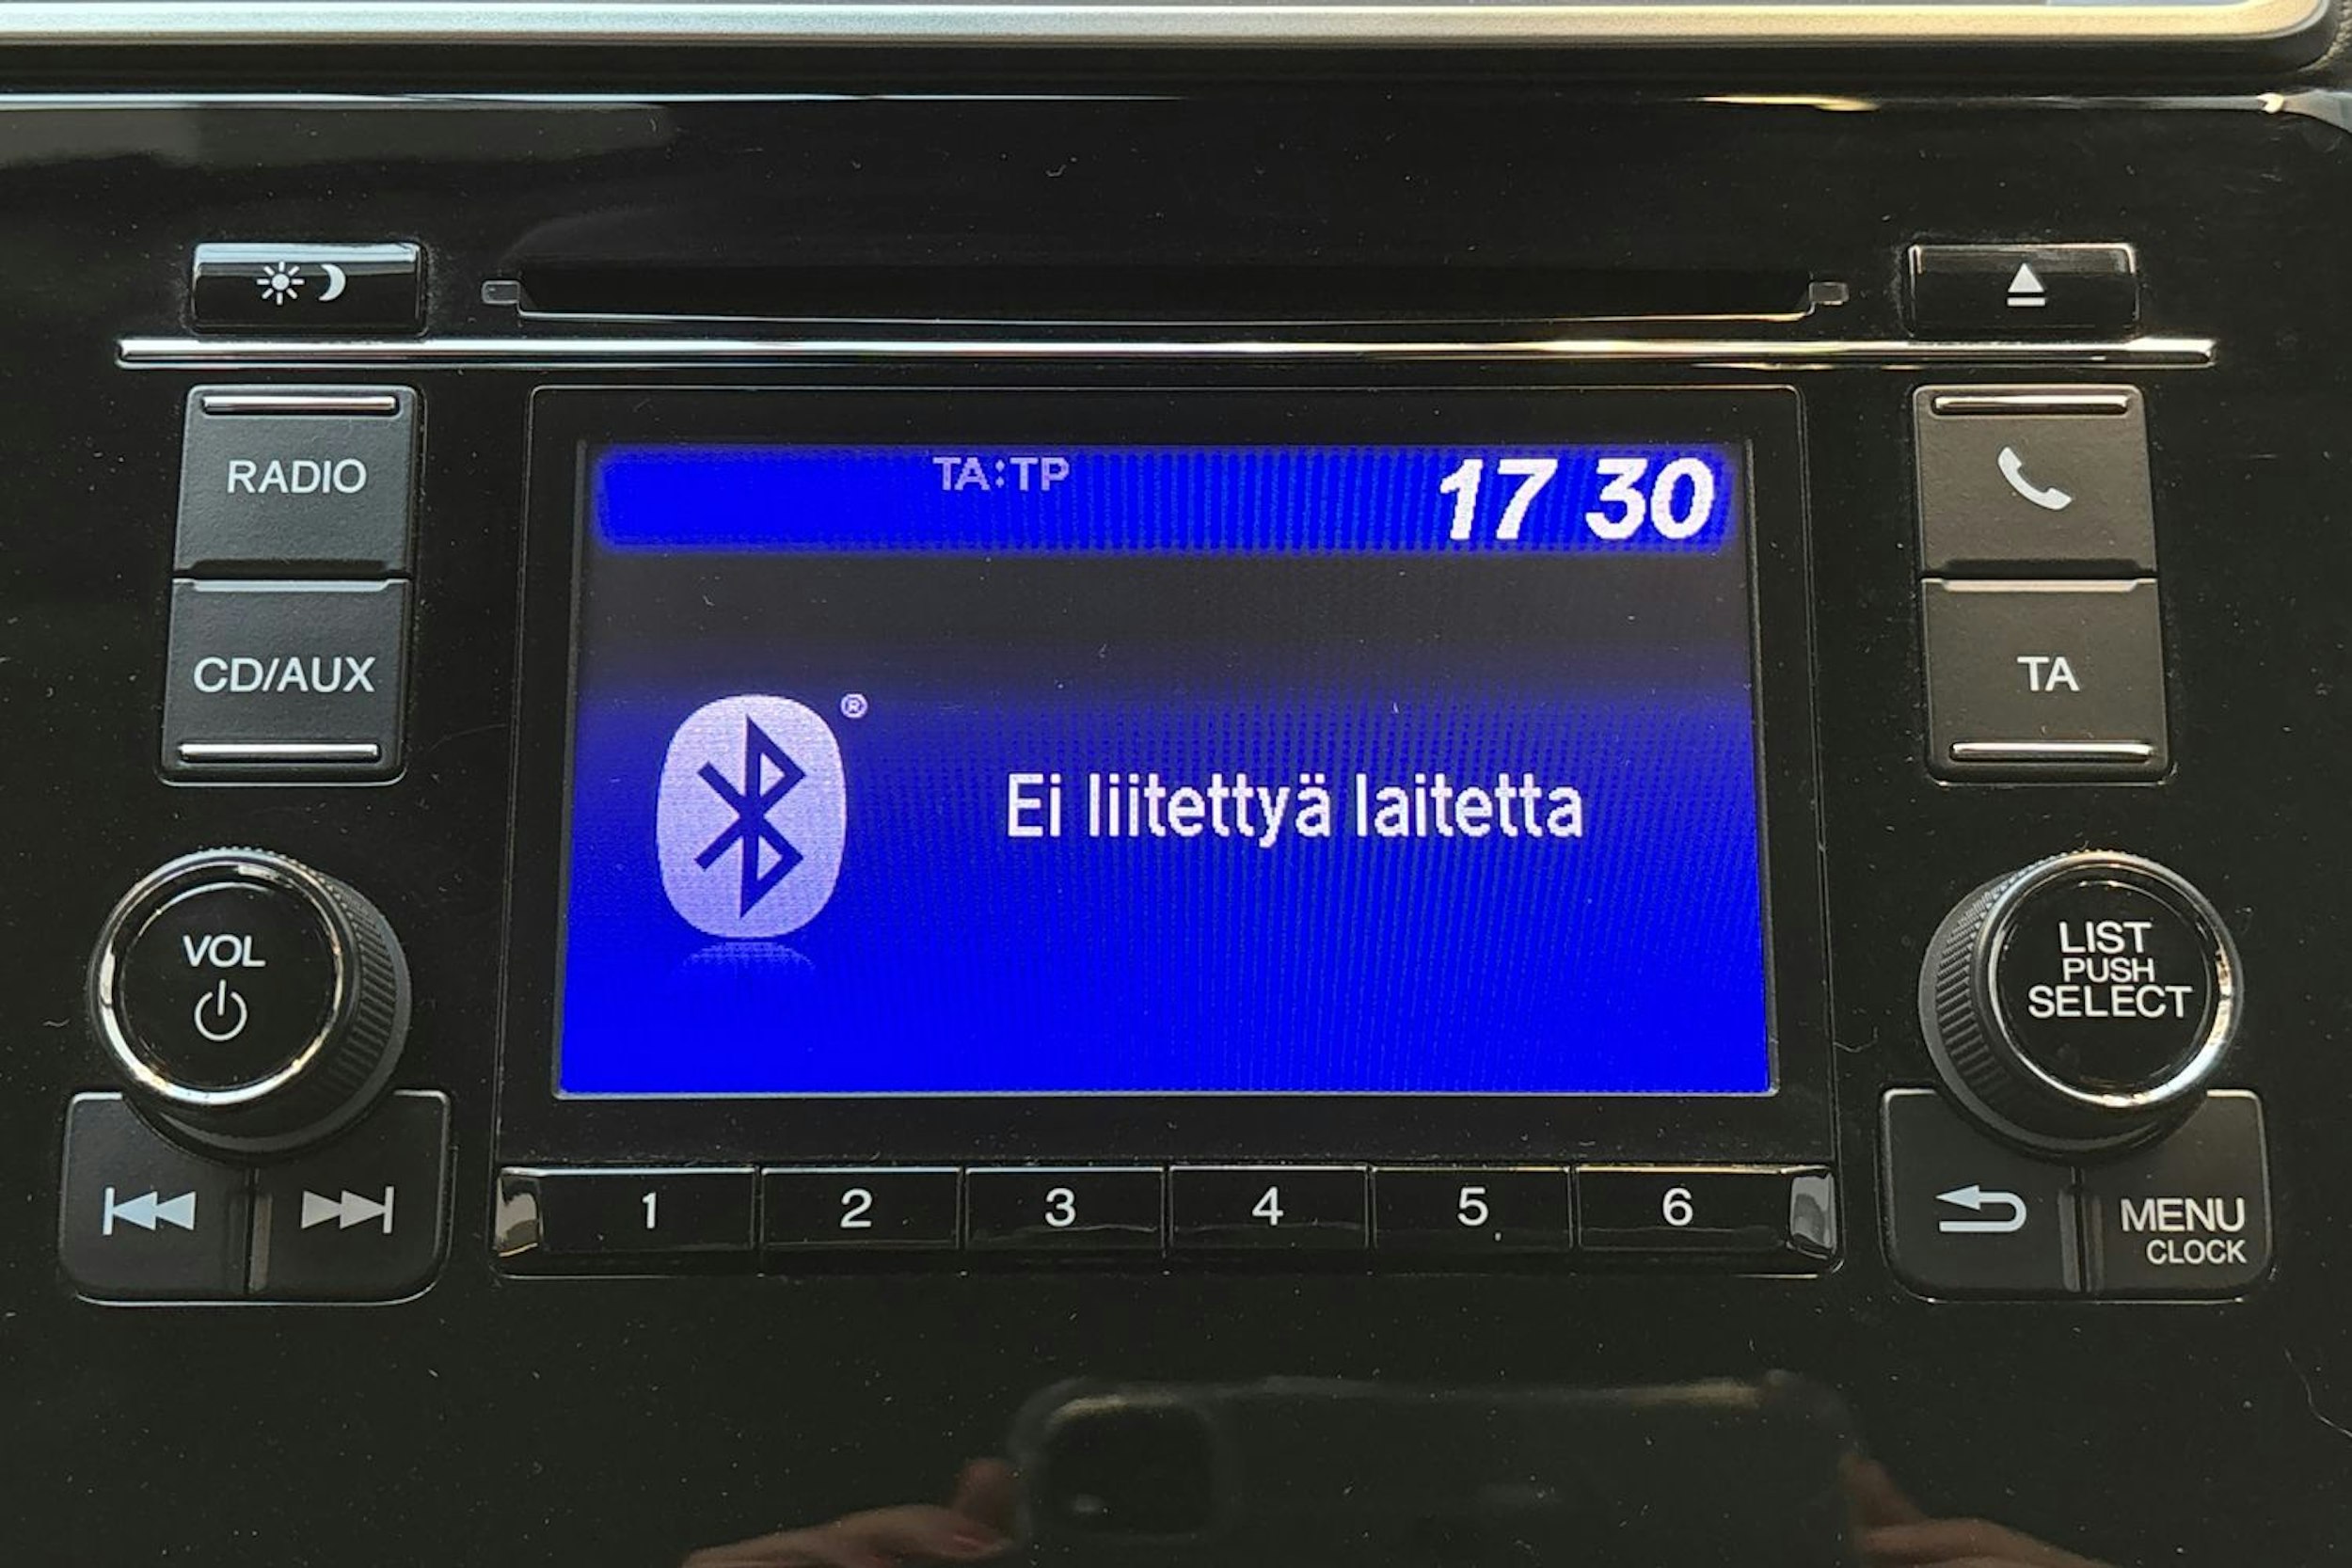 RADIO
CD/AUX
VOL
TA:TP
17 30
®
Ei liitettyä laitetta
TA
LIST
PUSH
SELECT
1 2 3 4 5 6
MENU
CLOCK